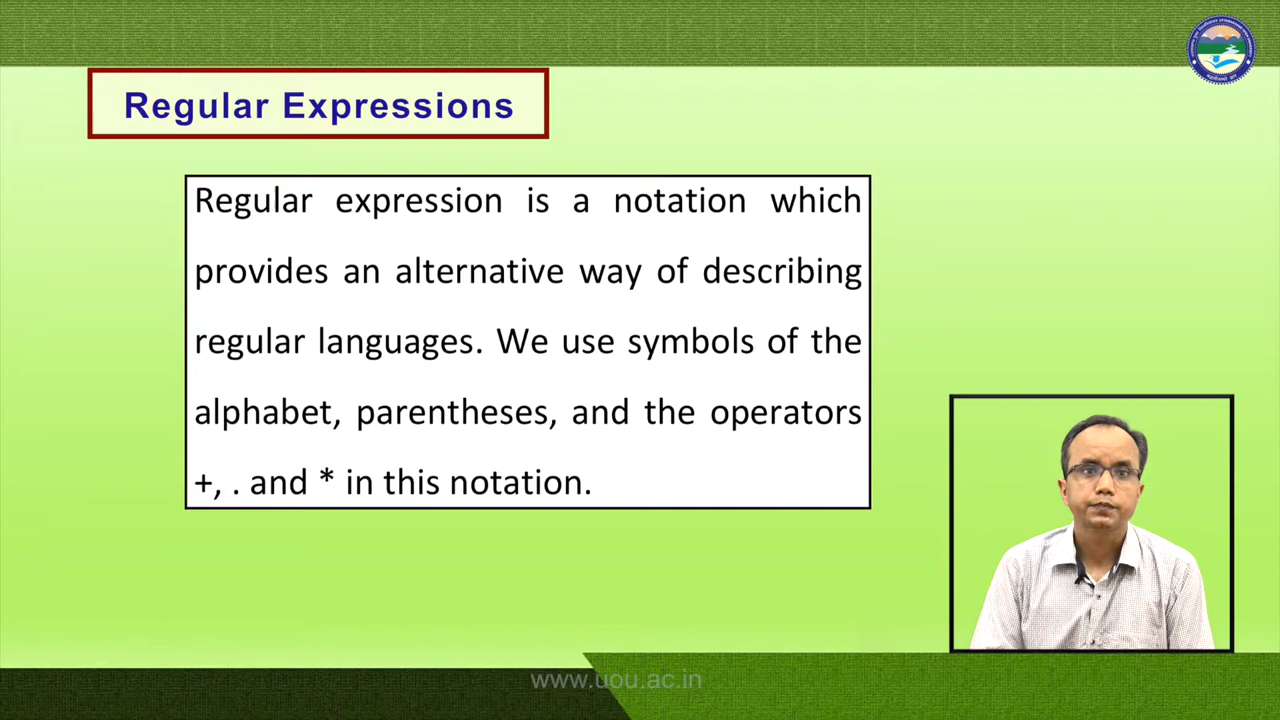 Regular Expressions
Regular expression is a notation which
provides an alternative way of describing
regular languages. We use symbols of the
alphabet, parentheses, and the operators
+, . and * in this notation.
www.uou.ac.in